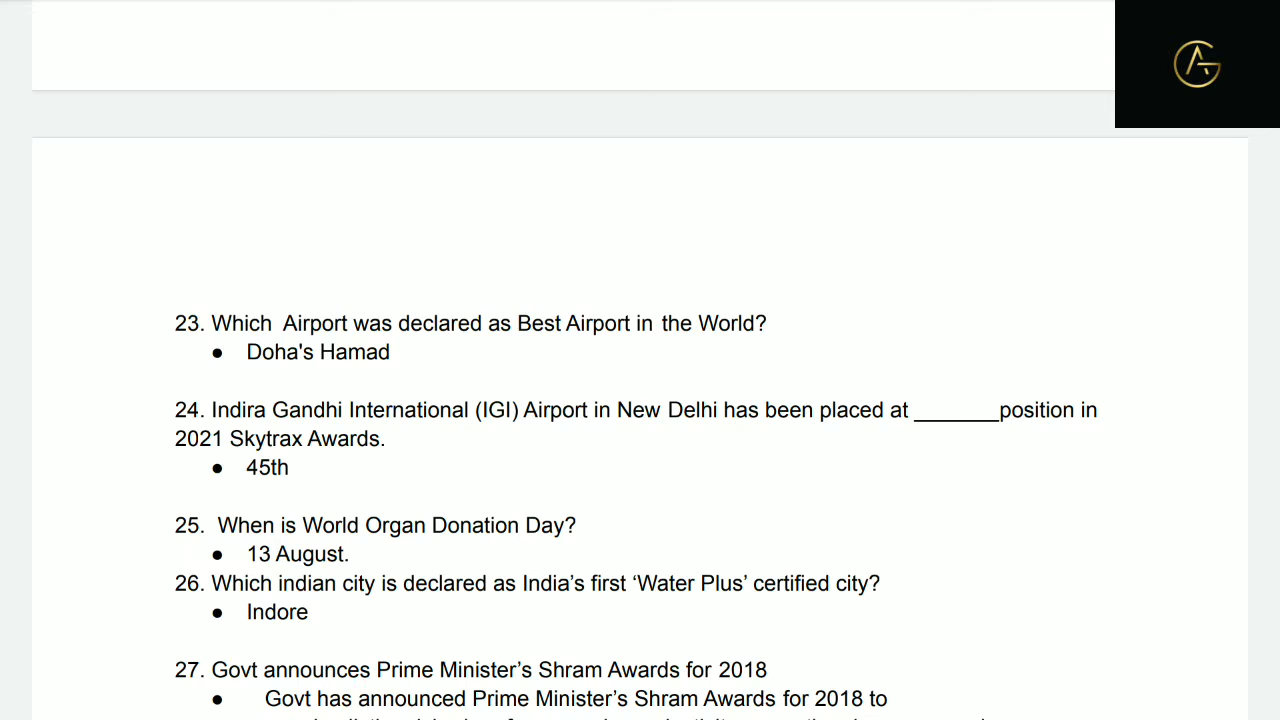 23. Which Airport was declared as Best Airport in the World?
● Doha's Hamad
24. Indira Gandhi International (IGI) Airport in New Delhi has been placed at _______position in
2021 Skytrax Awards.
● 45th
25. When is World Organ Donation Day?
● 13 August.
26. Which indian city is declared as India’s first ‘Water Plus’ certified city?
● Indore
27. Govt announces Prime Minister’s Shram Awards for 2018
● Govt has announced Prime Minister’s Shram Awards for 2018 to